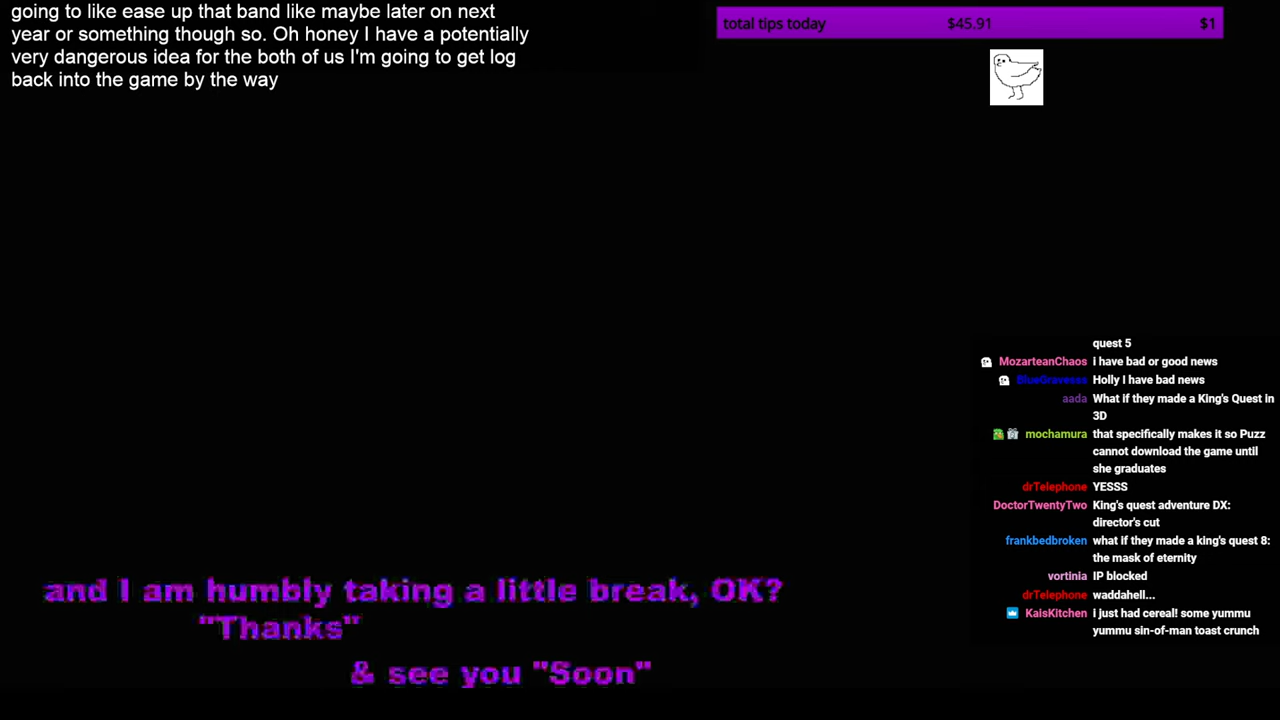 going to like ease up that band like maybe later on next
year or something though so. Oh honey I have a potentially
very dangerous idea for the both of us I'm going to get log
back into the game by the way
total tips today $45.91 $1
quest 5
MozarteanChaos i have bad or good news
BlueGravesss Holly I have bad news
aada What if they made a King's Quest in
3D
mochamura that specifically makes it so Puzz
cannot download the game until
she graduates
drTelephone YESSS
DoctorTwentyTwo King's quest adventure DX:
director's cut
frankbedbroken what if they made a king's quest 8:
the mask of eternity
vortinia IP blocked
drTelephone waddahell...
KaisKitchen i just had cereal! some yummu
yummu sin-of-man toast crunch
and I am humbly taking a little break, OK?
"Thanks"
& see you "Soon"